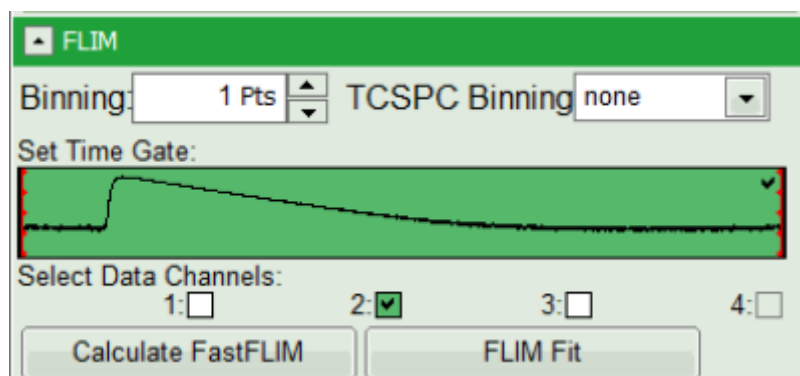 FLIM
Binning: 1 Pts TCSPC Binning none
Set Time Gate:
Select Data Channels:
1: 2: 3: 4:
Calculate FastFLIM FLIM Fit